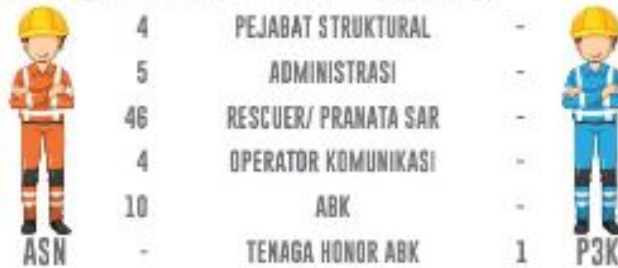 4 PEJABAT STRUKTURAL -
5 ADMINISTRASI -
46 RESCUER/ PRANATA SAR -
4 OPERATOR KOMUNIKASI -
10 ABK -
ASN - TENAGA HONOR ABK 1 P3K